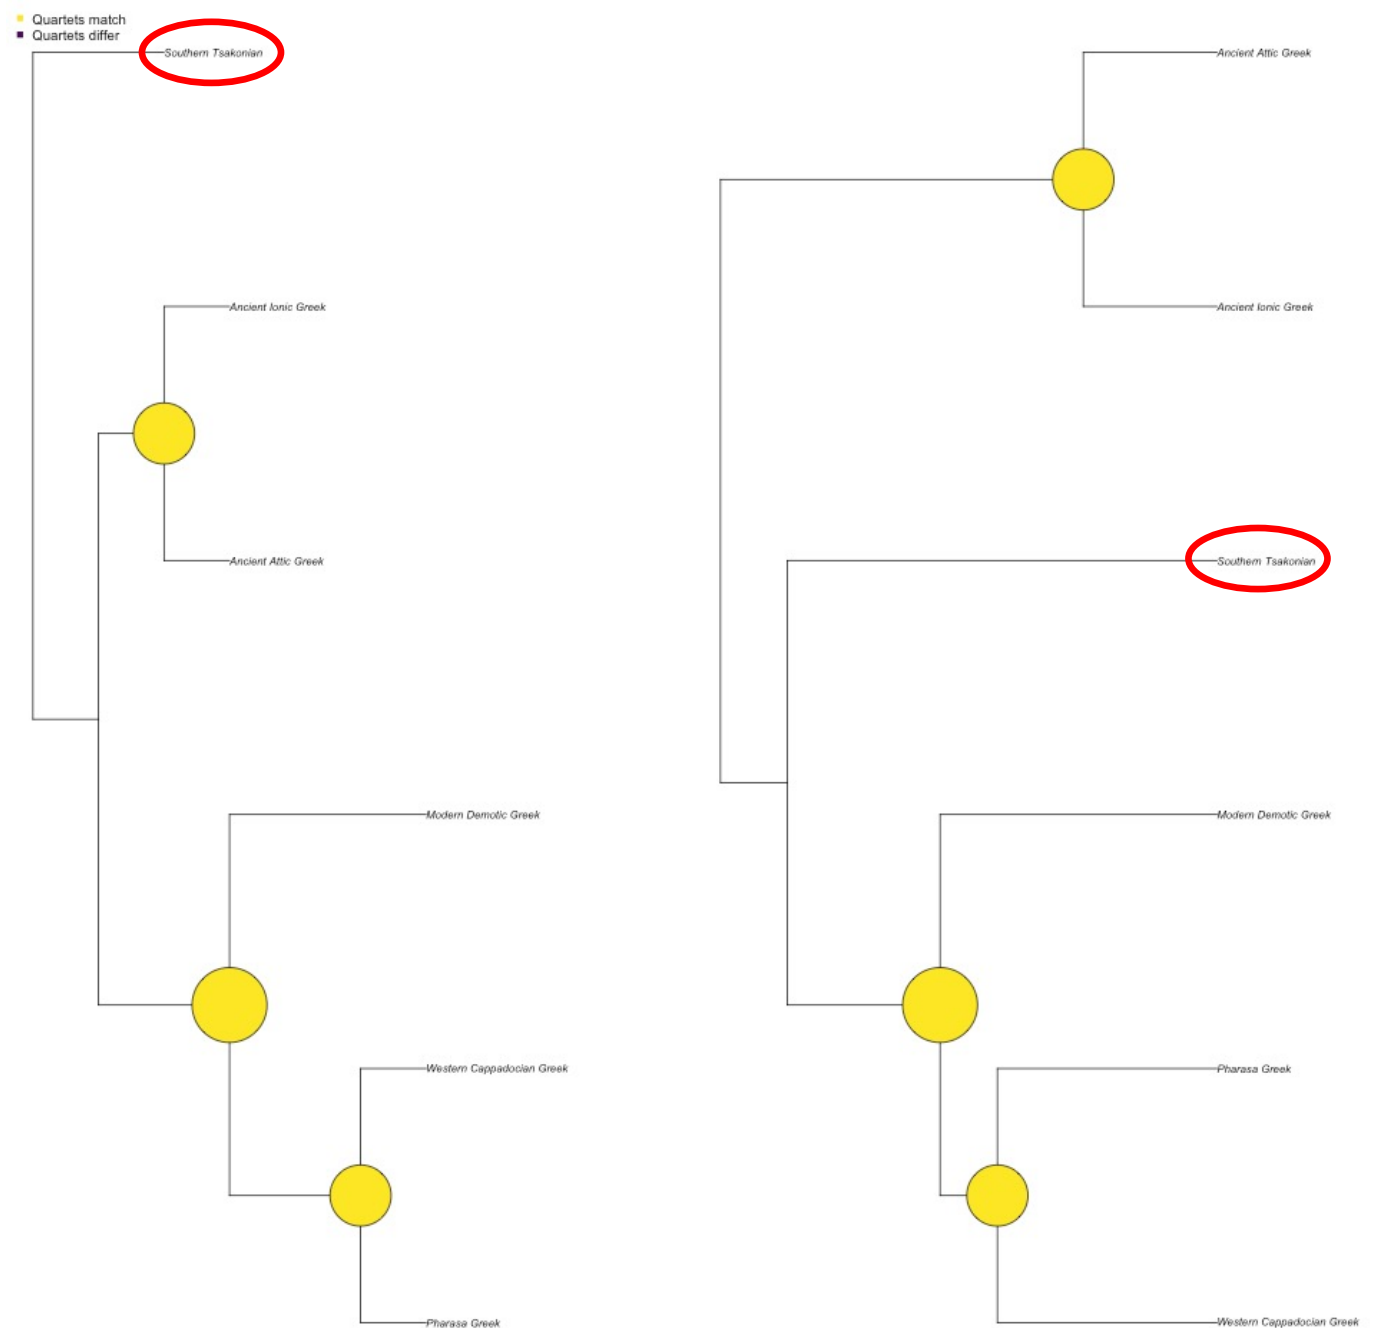 Quartets match
Quartets differ
Southern Tsakonian
Ancient Ionic Greek
Ancient Attic Greek
Modern Demotic Greek
Western Cappadocian Greek
Pharasa Greek
Ancient Attic Greek
Ancient Ionic Greek
Southern Tsakonian
Modern Demotic Greek
Pharasa Greek
Western Cappadocian Greek